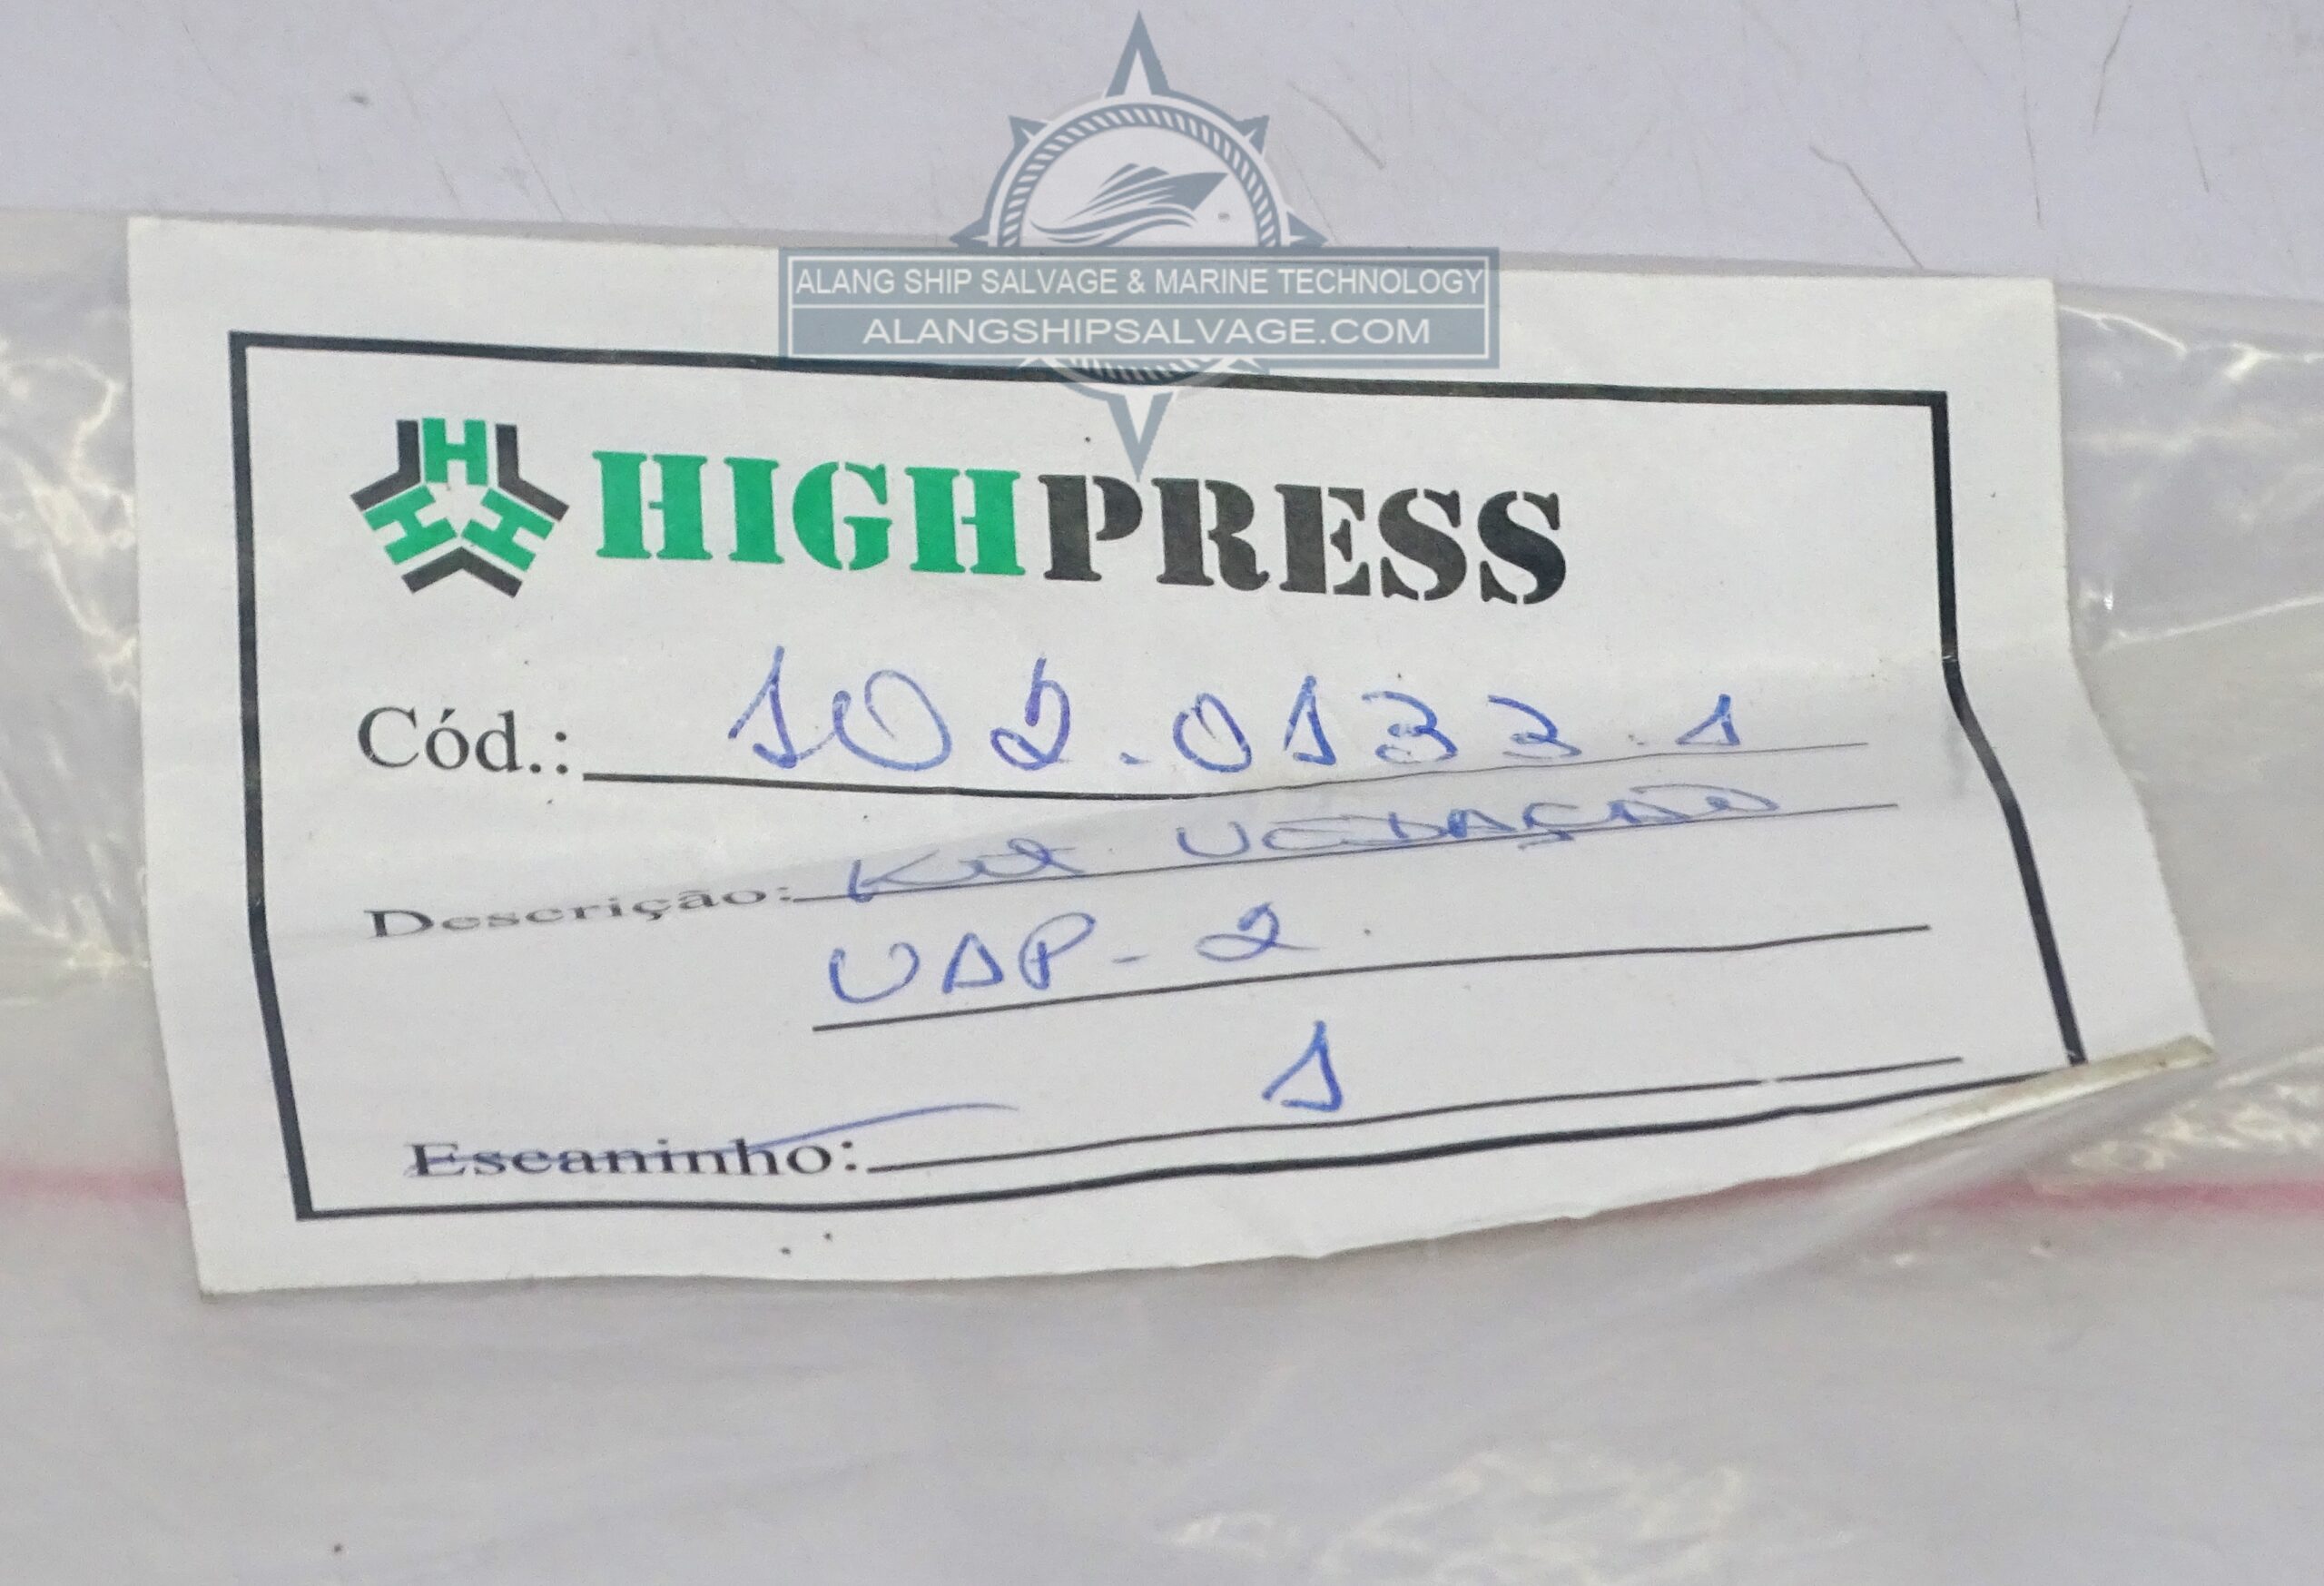 ALANG SHIP SALVAGE & MARINE TECHNOLOGY
ALANGSHIPSALVAGE.COM
HIGHPRESS
Cód.: 102.0133.1
Descrição: KIT VEDAÇÃO
UAP-2
Escaninho: 1